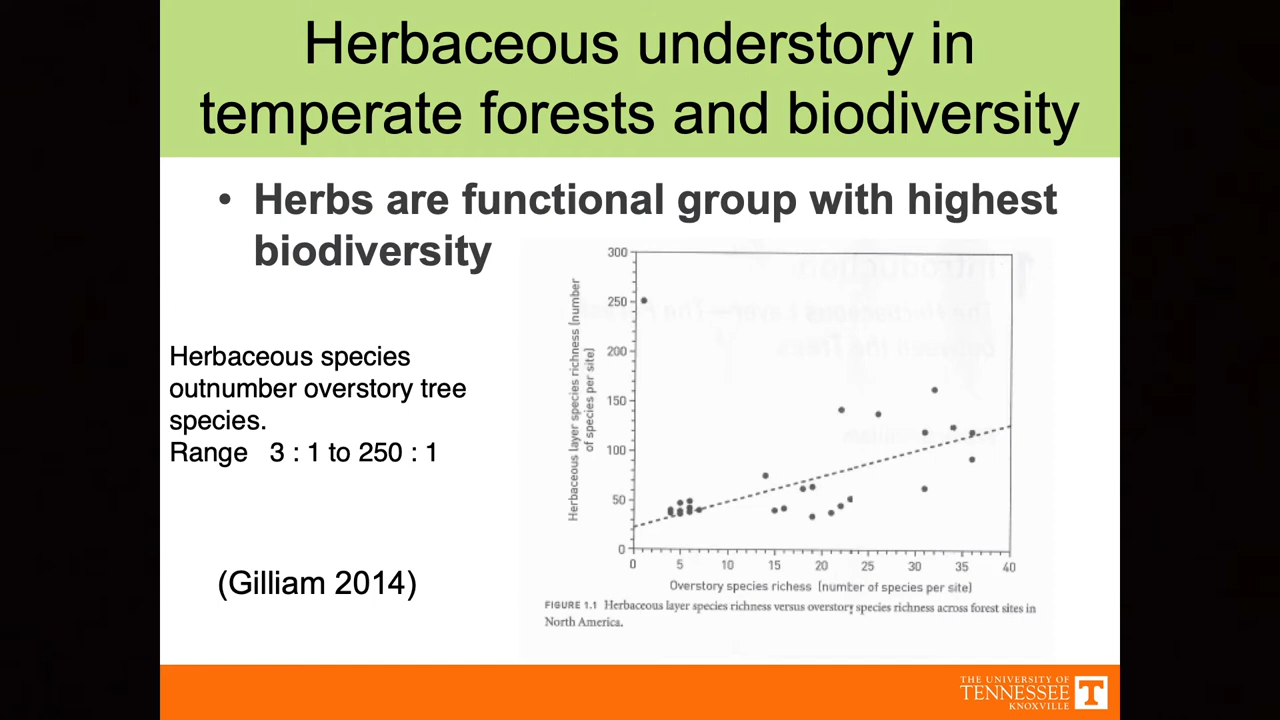 Herbaceous understory in
temperate forests and biodiversity
• Herbs are functional group with highest
biodiversity
Herbaceous species
outnumber overstory tree
species.
Range 3 : 1 to 250 : 1
(Gilliam 2014)
Herbaceous layer species richness (number
of species per site)
300
250
200
150
100
50
0
0 5 10 15 20 25 30 35 40
Overstory species richess (number of species per site)
FIGURE 1.1 Herbaceous layer species richness versus overstory species richness across forest sites in
North America.
THE UNIVERSITY OF
TENNESSEE
KNOXVILLE
T